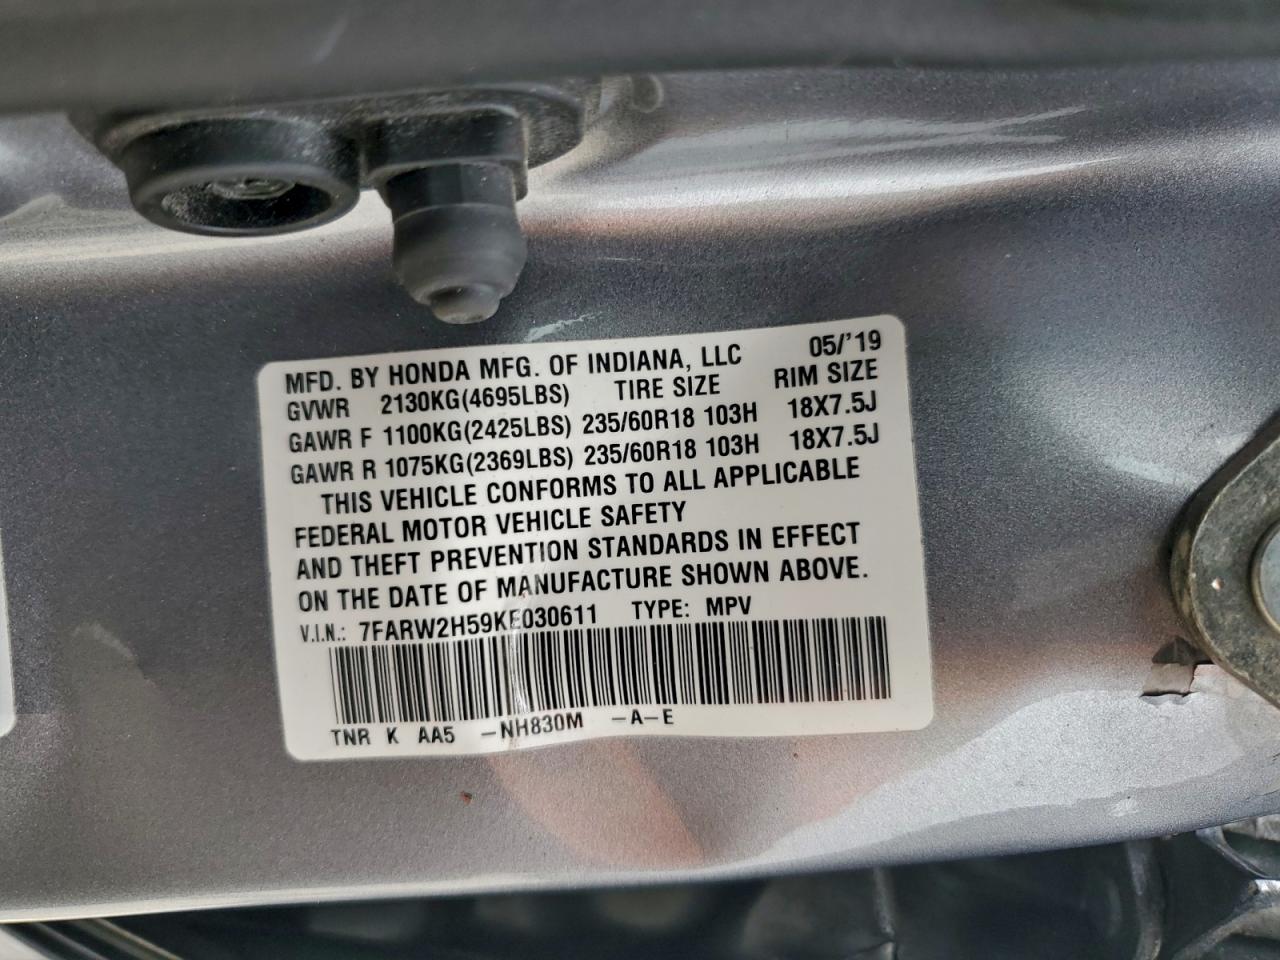 MFD. BY HONDA MFG. OF INDIANA, LLC 05/'19
GVWR 2130KG(4695LBS) TIRE SIZE RIM SIZE
GAWR F 1100KG(2425LBS) 235/60R18 103H 18X7.5J
GAWR R 1075KG(2369LBS) 235/60R18 103H 18X7.5J
THIS VEHICLE CONFORMS TO ALL APPLICABLE
FEDERAL MOTOR VEHICLE SAFETY
AND THEFT PREVENTION STANDARDS IN EFFECT
ON THE DATE OF MANUFACTURE SHOWN ABOVE.
V.I.N.: 7FARW2H59KE030611 TYPE: MPV
TNR K AA5 -NH830M -A-E